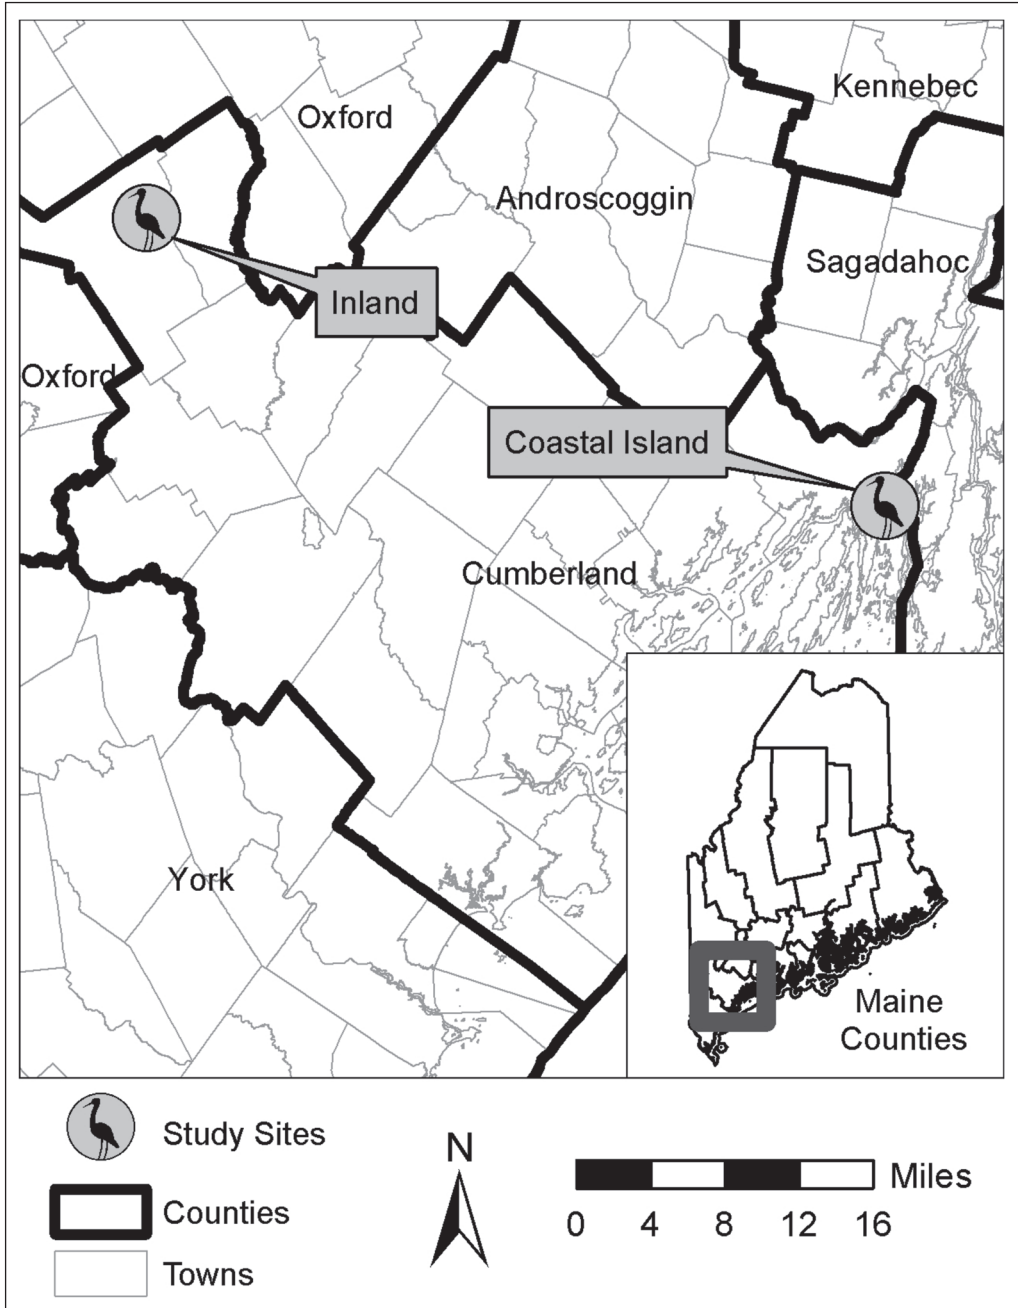 Kennebec
Oxford
Androscoggin
Sagadahoc
Inland
Oxford
Coastal Island
Cumberland
York
Maine
Counties
Study Sites
N
Miles
Counties
0 4 8 12 16
Towns